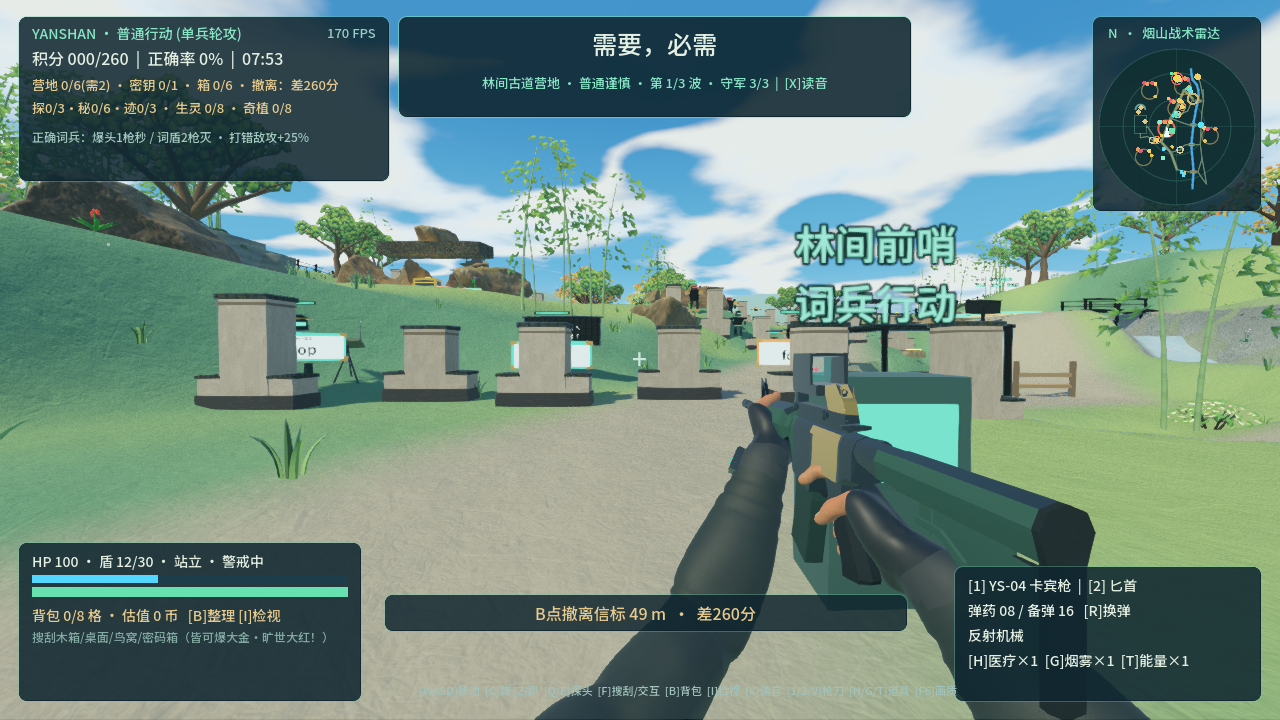 YANSHAN · 普通行动 (单兵轮攻) 170 FPS
积分 000/260 | 正确率 0% | 07:53
营地 0/6(需2) · 密钥 0/1 · 箱 0/6 · 撤离：差260分
探0/3 · 秘0/6 · 迹0/3 · 生灵 0/8 · 奇植 0/8
正确词兵：爆头1枪秒 / 词盾2枪灭 · 打错敌攻+25%
需要，必需
林间古道营地 · 普通谨慎 · 第 1/3 波 · 守军 3/3 | [X]读音
N · 烟山战术雷达
林间前哨
词兵行动
op
HP 100 · 盾 12/30 · 站立 · 警戒中
背包 0/8 格 · 估值 0 币 [B]整理 [I]检视
搜刮木箱/桌面/鸟窝/密码箱（皆可爆大金·旷世大红！）
B点撤离信标 49 m · 差260分
[F]搜刮/交互 [B]背包
[1] YS-04 卡宾枪 | [2] 匕首
弹药 08 / 备弹 16 [R]换弹
反射机械
[H]医疗×1 [G]烟雾×1 [T]能量×1